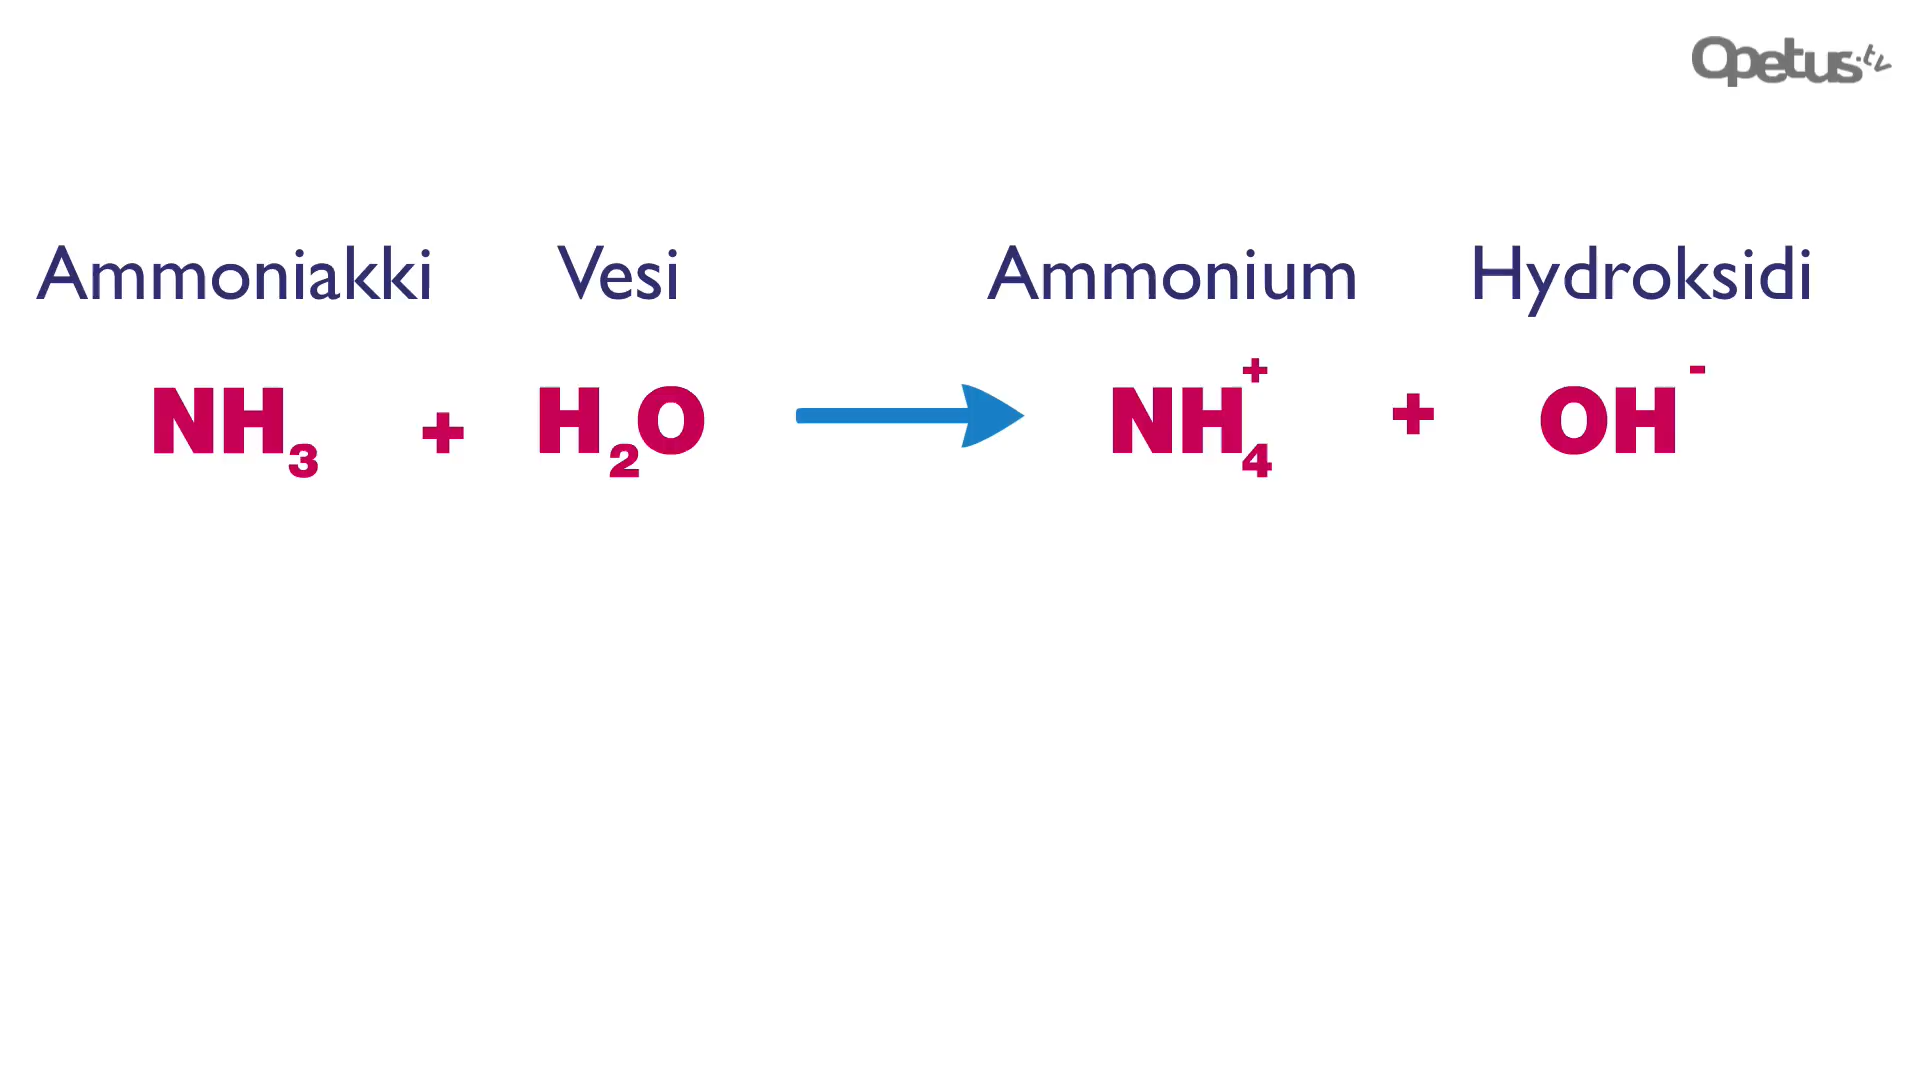 Opetus.tv
Ammoniakki Vesi Ammonium Hydroksidi
NH₃ + H₂O → NH₄⁺ + OH⁻